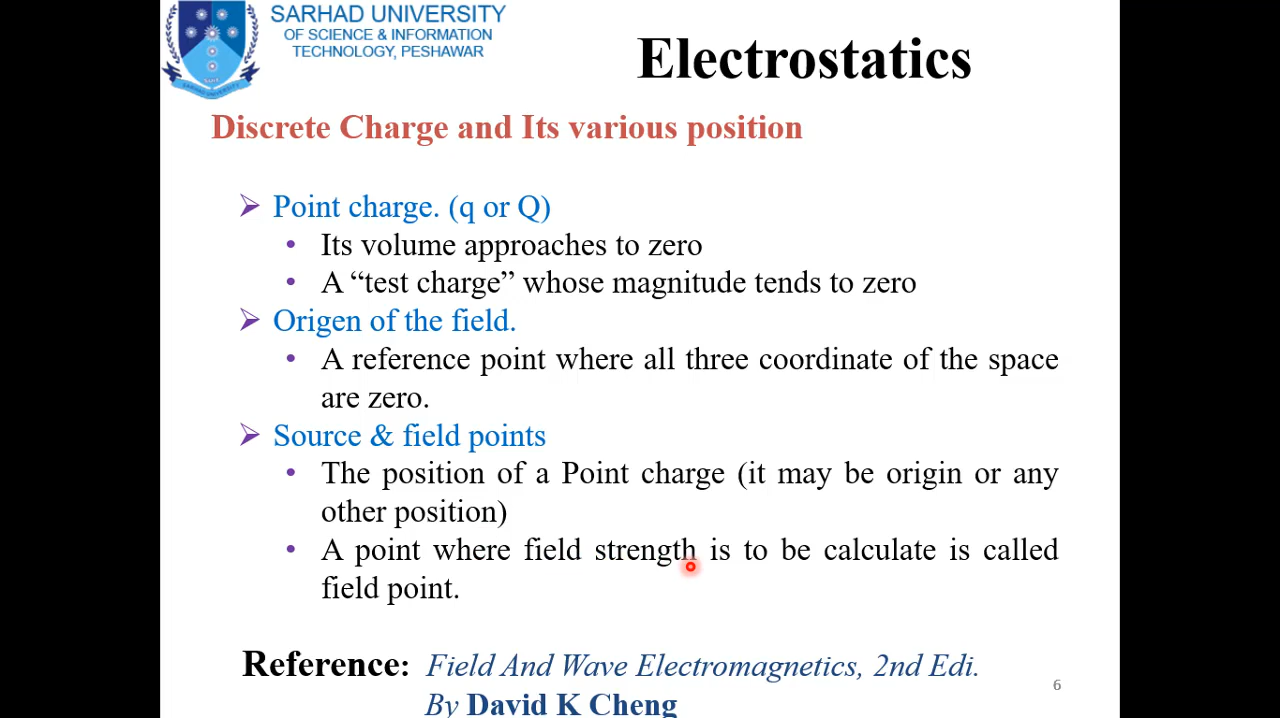 SARHAD UNIVERSITY
OF SCIENCE & INFORMATION
TECHNOLOGY, PESHAWAR
Electrostatics
Discrete Charge and Its various position
Point charge. (q or Q)
• Its volume approaches to zero
• A “test charge” whose magnitude tends to zero
Origen of the field.
• A reference point where all three coordinate of the space
are zero.
Source & field points
• The position of a Point charge (it may be origin or any
other position)
• A point where field strength is to be calculate is called
field point.
Reference: Field And Wave Electromagnetics, 2nd Edi.
By David K Cheng
6